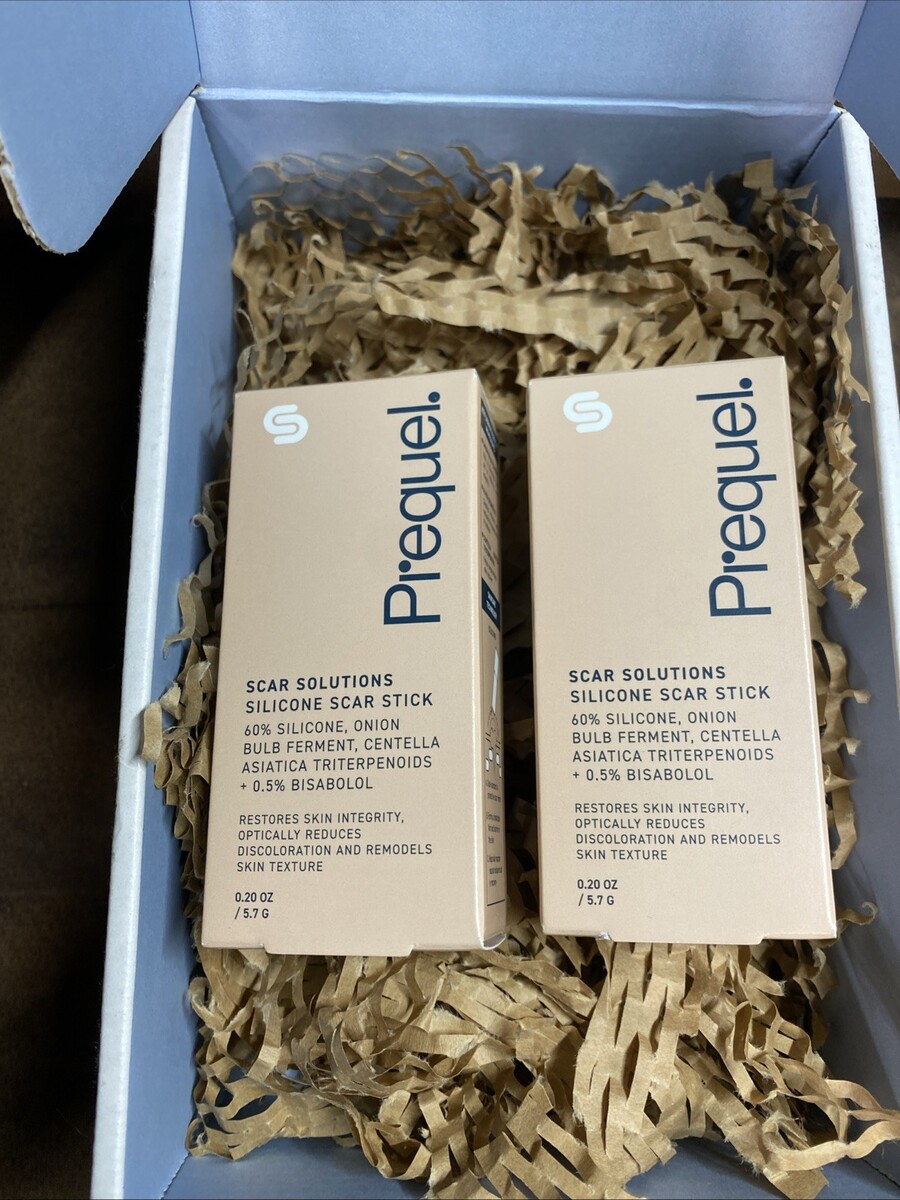 Prequel.
SCAR SOLUTIONS
SILICONE SCAR STICK
60% SILICONE, ONION
BULB FERMENT, CENTELLA
ASIATICA TRITERPENOIDS
+ 0.5% BISABOLOL
RESTORES SKIN INTEGRITY,
OPTICALLY REDUCES
DISCOLORATION AND REMODELS
SKIN TEXTURE
0.20 OZ
/ 5.7 G
Prequel.
SCAR SOLUTIONS
SILICONE SCAR STICK
60% SILICONE, ONION
BULB FERMENT, CENTELLA
ASIATICA TRITERPENOIDS
+ 0.5% BISABOLOL
RESTORES SKIN INTEGRITY,
OPTICALLY REDUCES
DISCOLORATION AND REMODELS
SKIN TEXTURE
0.20 OZ
/ 5.7 G